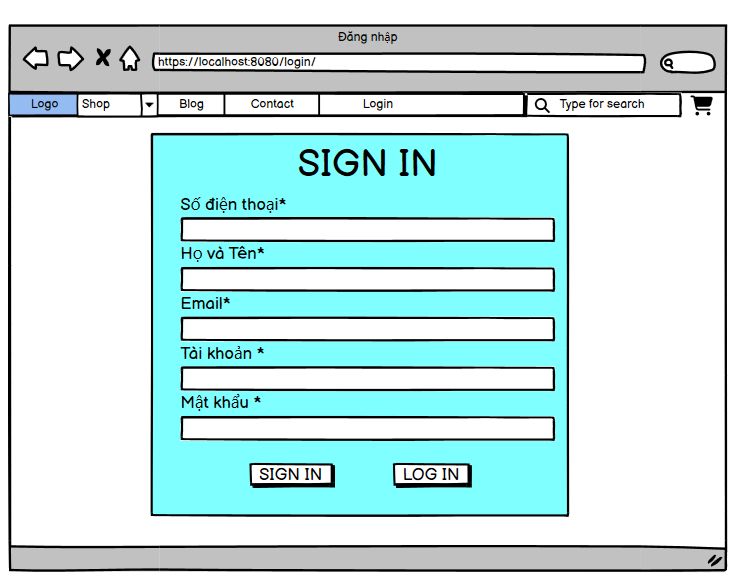 Đăng nhập
https://localhost:8080/login/
Logo Shop Blog Contact Login Type for search
SIGN IN
Số điện thoại*
Họ và Tên*
Email*
Tài khoản *
Mật khẩu *
SIGN IN LOG IN